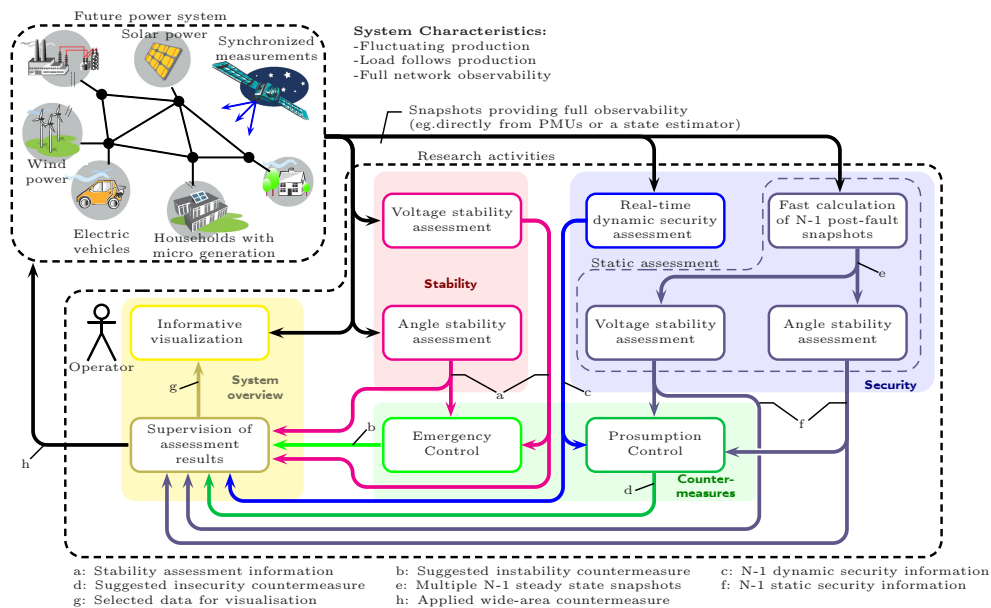 Future power system
Solar power
Synchronized
measurements
Wind
power
Electric
vehicles
Households with
micro generation
System Characteristics:
-Fluctuating production
-Load follows production
-Full network observability
Snapshots providing full observability
(eg.directly from PMUs or a state estimator)
Research activities
Voltage stability
assessment
Real-time
dynamic security
assessment
Fast calculation
of N-1 post-fault
snapshots
Static assessment
e
Stability
Operator
Informative
visualization
Angle stability
assessment
Voltage stability
assessment
Angle stability
assessment
g
System
overview
a
c
Security
f
b
Supervision of
assessment
results
Emergency
Control
Prosumption
Control
h
d
Counter-
measures
a: Stability assessment information
b: Suggested instability countermeasure
c: N-1 dynamic security information
d: Suggested insecurity countermeasure
e: Multiple N-1 steady state snapshots
f: N-1 static security information
g: Selected data for visualisation
h: Applied wide-area countermeasure